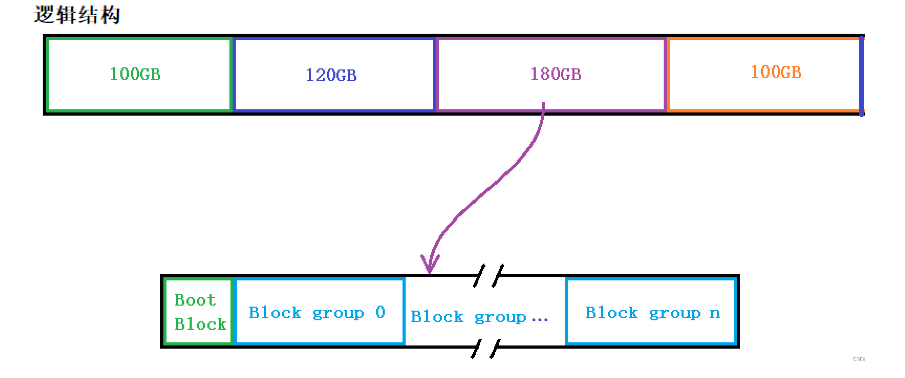 逻辑结构
100GB
120GB
180GB
100GB
Boot
Block
Block group 0
Block group...
Block group n